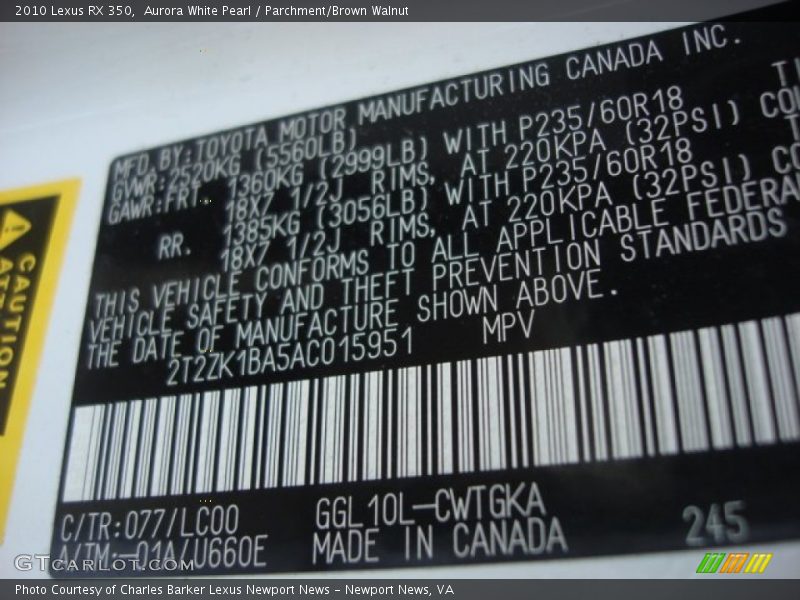 2010 Lexus RX 350, Aurora White Pearl / Parchment/Brown Walnut
MFD. BY: TOYOTA MOTOR MANUFACTURING CANADA INC.
GVWR: 2520KG (5560LB)
GAWR: FRT. 1360KG (2999LB) WITH P235/60R18
18X7 1/2J RIMS, AT 220KPA (32PSI)
RR. 1385KG (3056LB) WITH P235/60R18
18X7 1/2J RIMS, AT 220KPA (32PSI)
THIS VEHICLE CONFORMS TO ALL APPLICABLE FEDERA
VEHICLE SAFETY AND THEFT PREVENTION STANDARDS
THE DATE OF MANUFACTURE SHOWN ABOVE.
2T2ZK1BA5AC015951 MPV
C/TR: 077/LC00 GGL10L-CWTGKA
A/TM:-01A/U660E MADE IN CANADA 245
CAUTION
GTCARLOT.COM
Photo Courtesy of Charles Barker Lexus Newport News - Newport News, VA